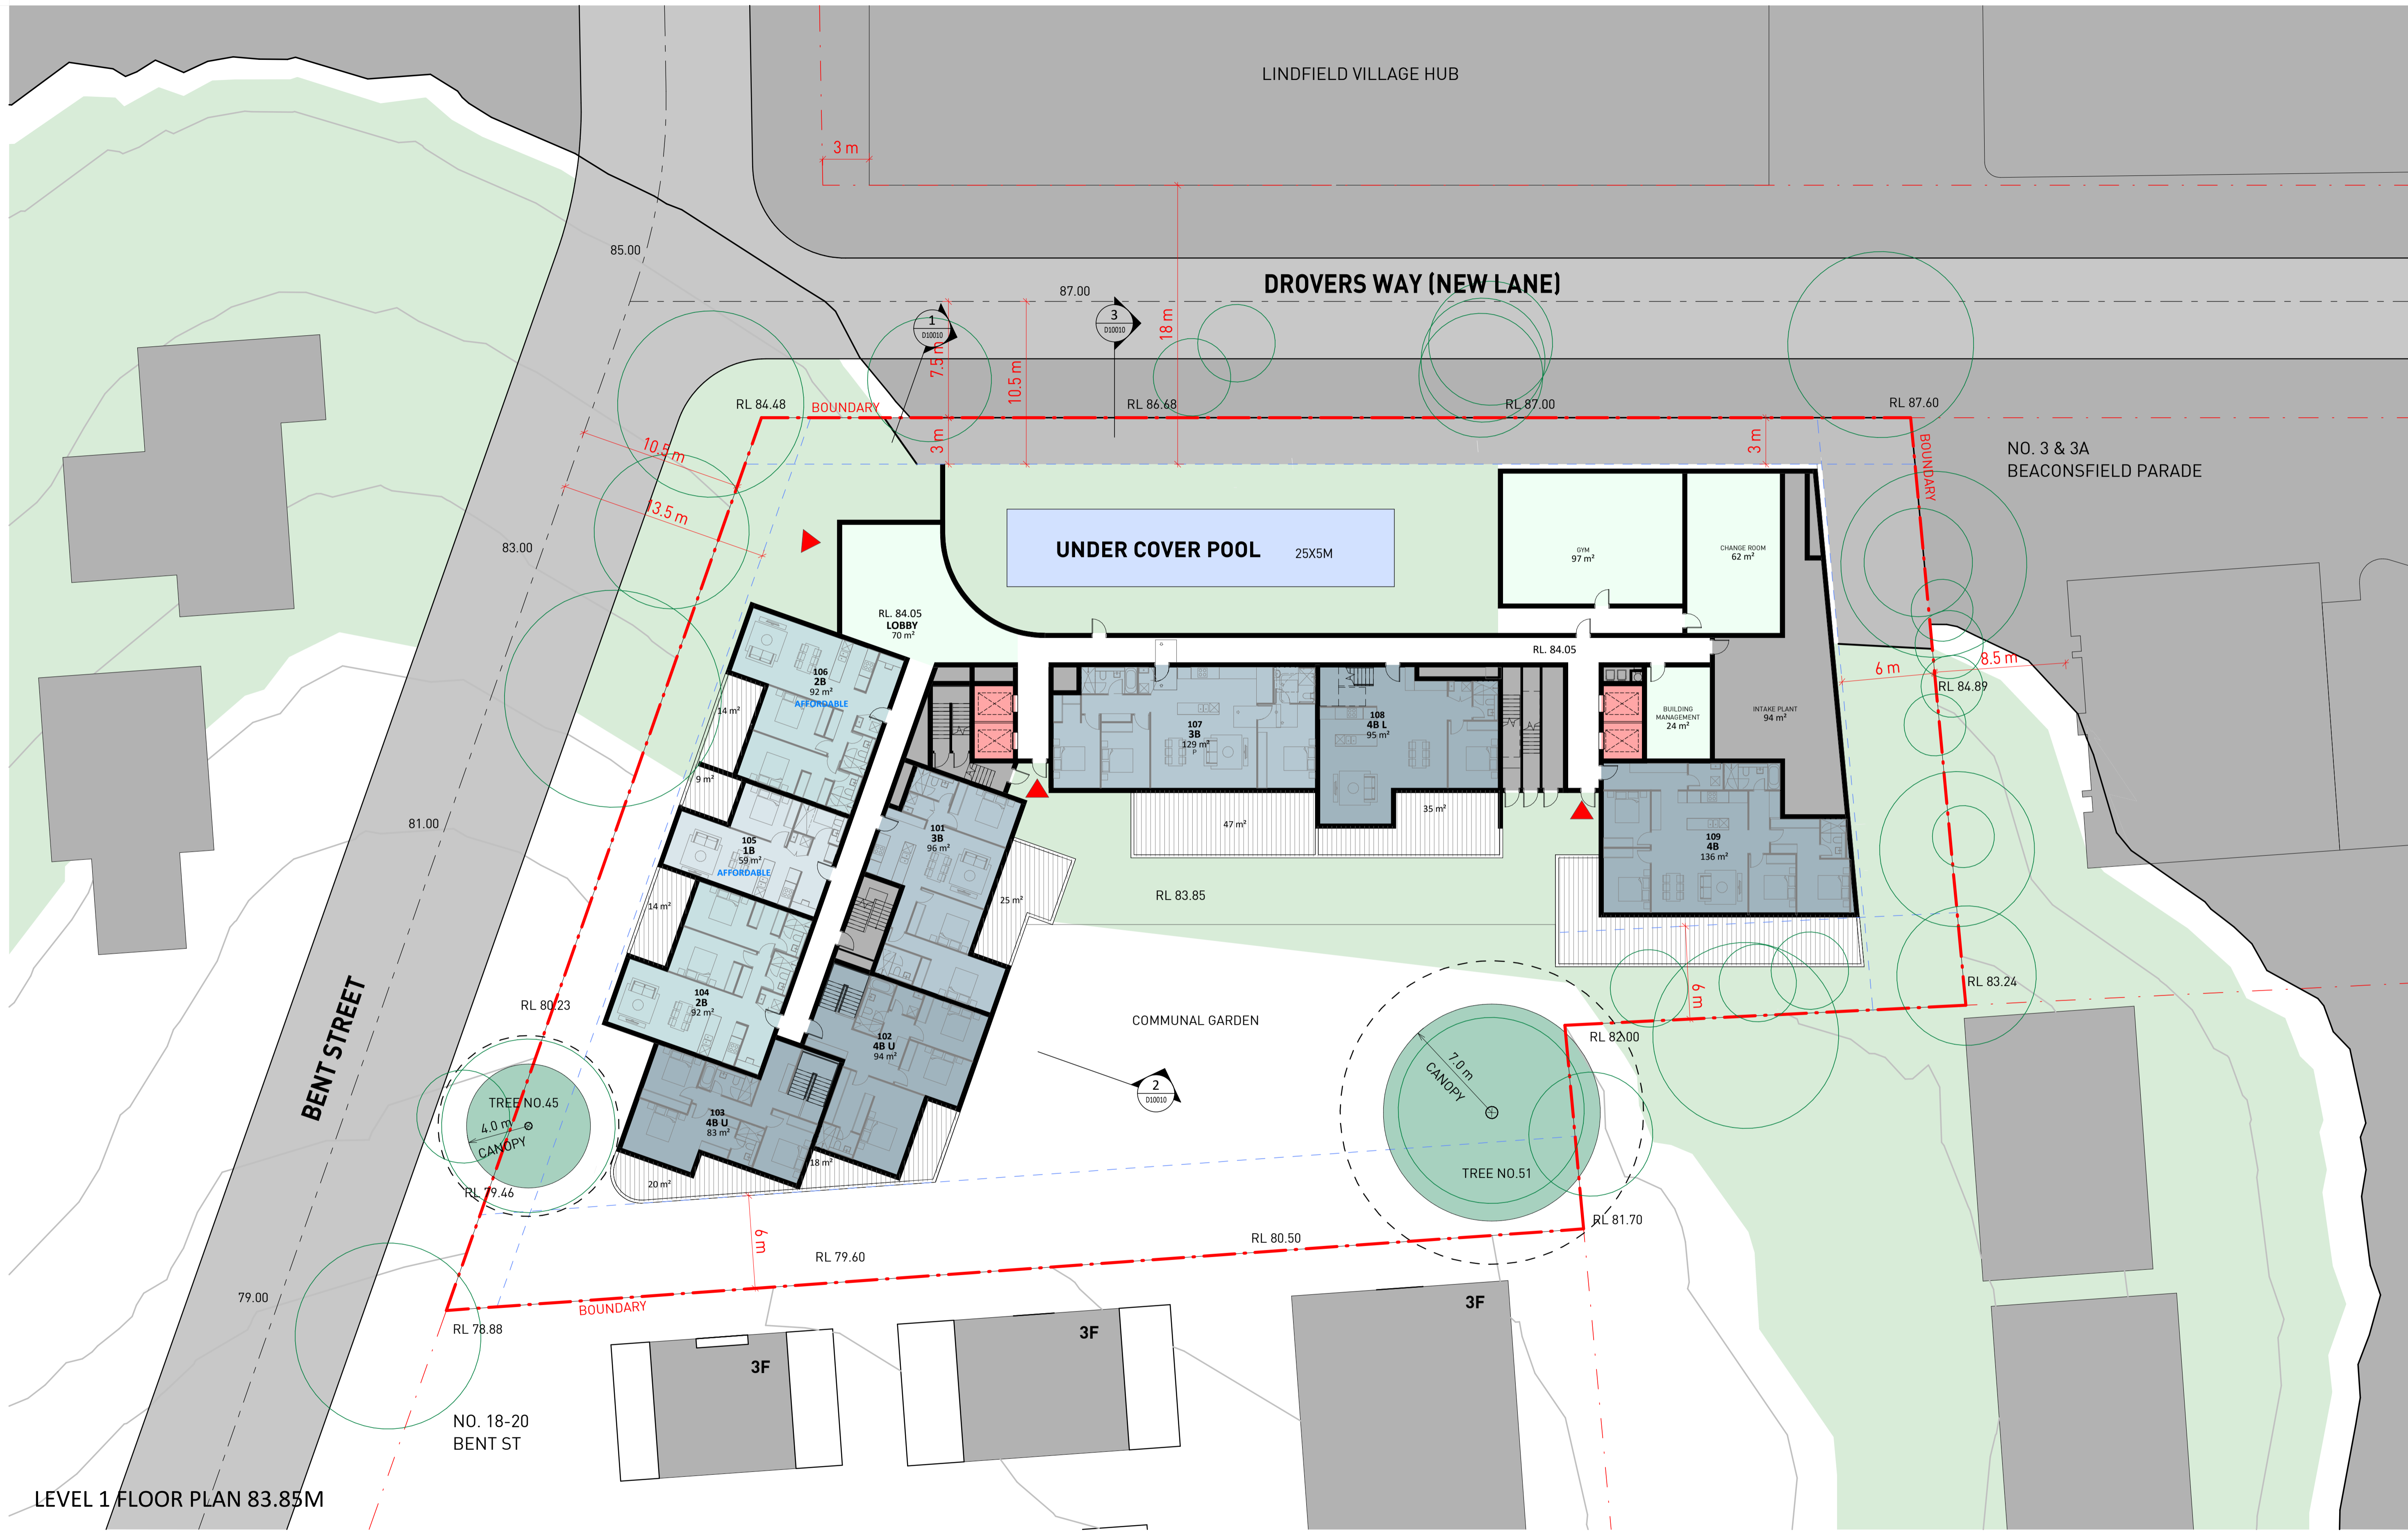 LINDFIELD VILLAGE HUB
3 m
85.00
DROVERS WAY (NEW LANE)
87.00
1
D10010
3
D10010
18 m
7.5 m
10.5 m
RL 84.48
BOUNDARY
RL 86.68
RL 87.00
RL 87.60
3 m
3 m
BOUNDARY
NO. 3 & 3A
BEACONSFIELD PARADE
10.5 m
13.5 m
83.00
UNDER COVER POOL
25X5M
GYM
97 m²
CHANGE ROOM
62 m²
RL. 84.05
LOBBY
70 m²
RL. 84.05
6 m
8.5 m
RL 84.89
106
2B
92 m²
AFFORDABLE
14 m²
107
3B
129 m²
P
108
4B L
95 m²
BUILDING
MANAGEMENT
24 m²
INTAKE PLANT
94 m²
9 m²
81.00
105
1B
59 m²
AFFORDABLE
101
3B
96 m²
47 m²
35 m²
109
4B
136 m²
14 m²
25 m²
RL 83.85
BENT STREET
RL 80.23
104
2B
92 m²
102
4B U
94 m²
COMMUNAL GARDEN
6 m
RL 83.24
RL 82.00
7.0 m
CANOPY
2
D10010
TREE NO.45
4.0 m
CANOPY
103
4B U
83 m²
18 m²
20 m²
TREE NO.51
RL 79.46
RL 81.70
6 m
RL 79.60
RL 80.50
79.00
BOUNDARY
RL 78.88
3F
3F
3F
NO. 18-20
BENT ST
LEVEL 1 FLOOR PLAN 83.85M